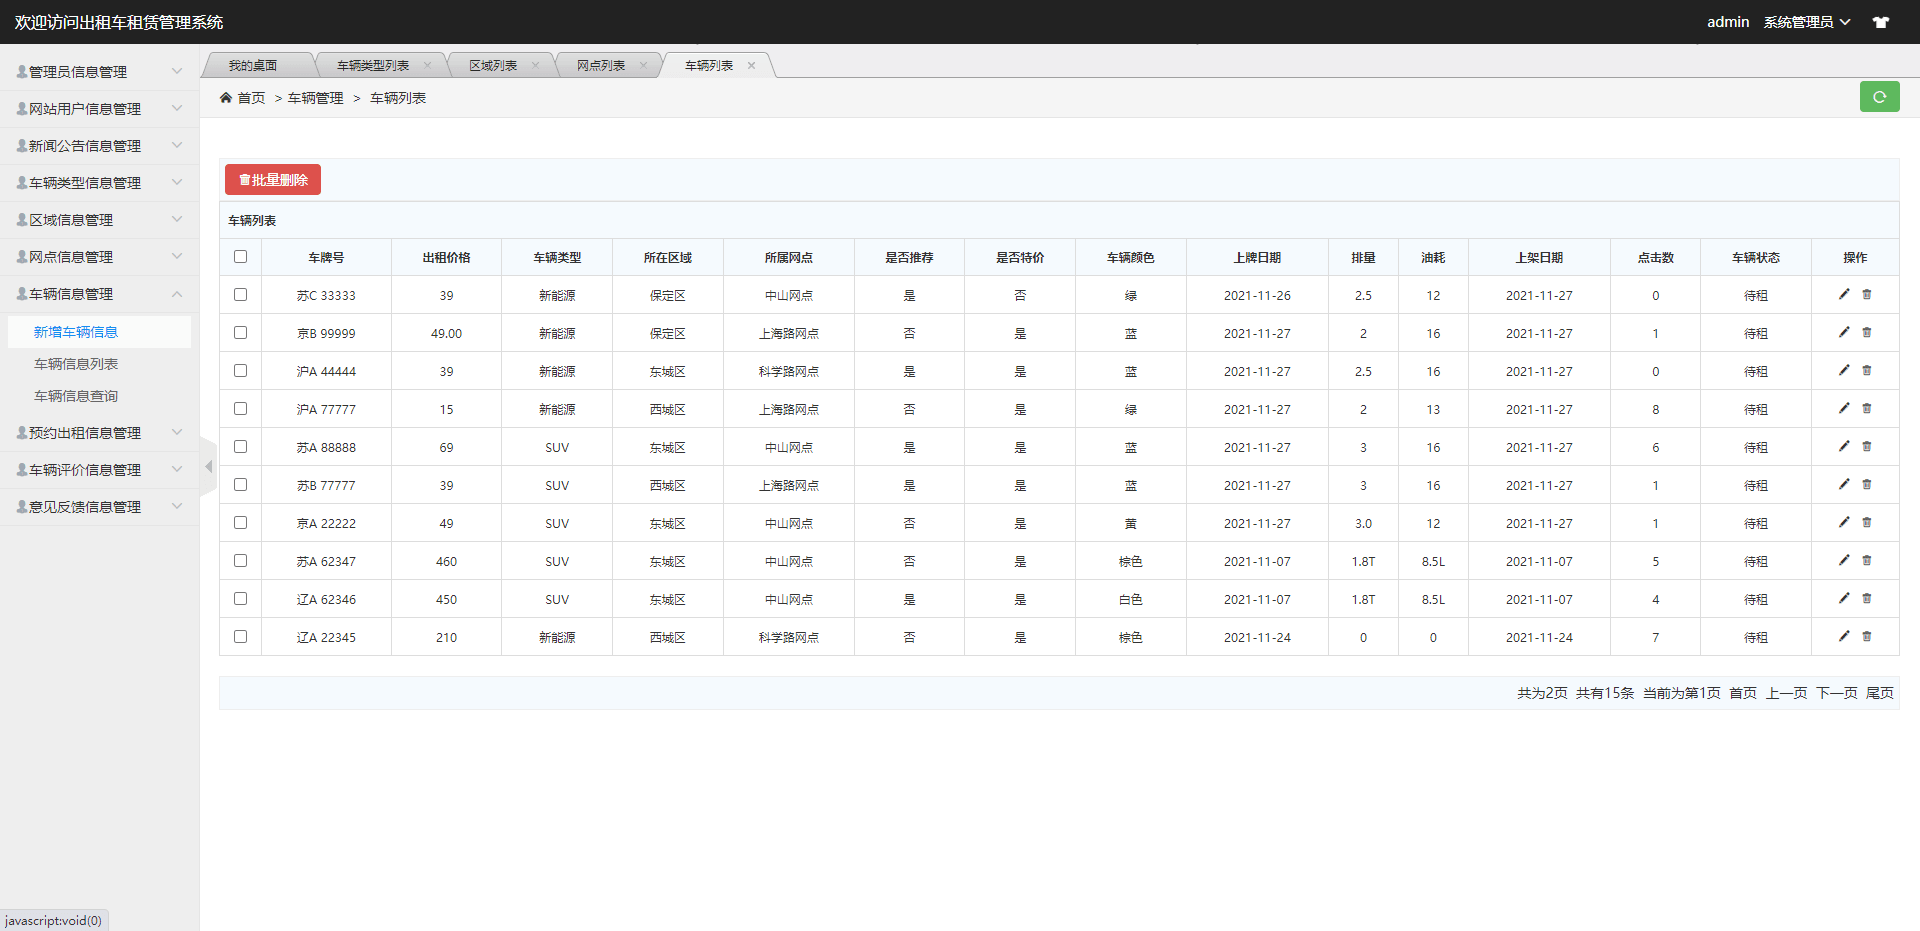 欢迎访问出租车租赁管理系统
admin 系统管理员
管理员信息管理
网站用户信息管理
新闻公告信息管理
车辆类型信息管理
区域信息管理
网点信息管理
车辆信息管理
新增车辆信息
车辆信息列表
车辆信息查询
预约出租信息管理
车辆评价信息管理
意见反馈信息管理
我的桌面 车辆类型列表 区域列表 网点列表 车辆列表
首页 > 车辆管理 > 车辆列表
批量删除
车辆列表
车牌号 出租价格 车辆类型 所在区域 所属网点 是否推荐 是否特价 车辆颜色 上牌日期 排量 油耗 上架日期 点击数 车辆状态 操作
苏C 33333 39 新能源 保定区 中山网点 是 否 绿 2021-11-26 2.5 12 2021-11-27 0 待租
京B 99999 49.00 新能源 保定区 上海路网点 否 是 蓝 2021-11-27 2 16 2021-11-27 1 待租
沪A 44444 39 新能源 东城区 科学路网点 是 是 蓝 2021-11-27 2.5 16 2021-11-27 0 待租
沪A 77777 15 新能源 西城区 上海路网点 否 是 绿 2021-11-27 2 13 2021-11-27 8 待租
苏A 88888 69 SUV 东城区 中山网点 是 是 蓝 2021-11-27 3 16 2021-11-27 6 待租
苏B 77777 39 SUV 西城区 上海路网点 是 是 蓝 2021-11-27 3 16 2021-11-27 1 待租
京A 22222 49 SUV 东城区 中山网点 否 是 黄 2021-11-27 3.0 12 2021-11-27 1 待租
苏A 62347 460 SUV 东城区 中山网点 否 是 棕色 2021-11-07 1.8T 8.5L 2021-11-07 5 待租
辽A 62346 450 SUV 东城区 中山网点 是 是 白色 2021-11-07 1.8T 8.5L 2021-11-07 4 待租
辽A 22345 210 新能源 西城区 科学路网点 否 是 棕色 2021-11-24 0 0 2021-11-24 7 待租
共为2页 共有15条 当前为第1页 首页 上一页 下一页 尾页
javascript:void(0)